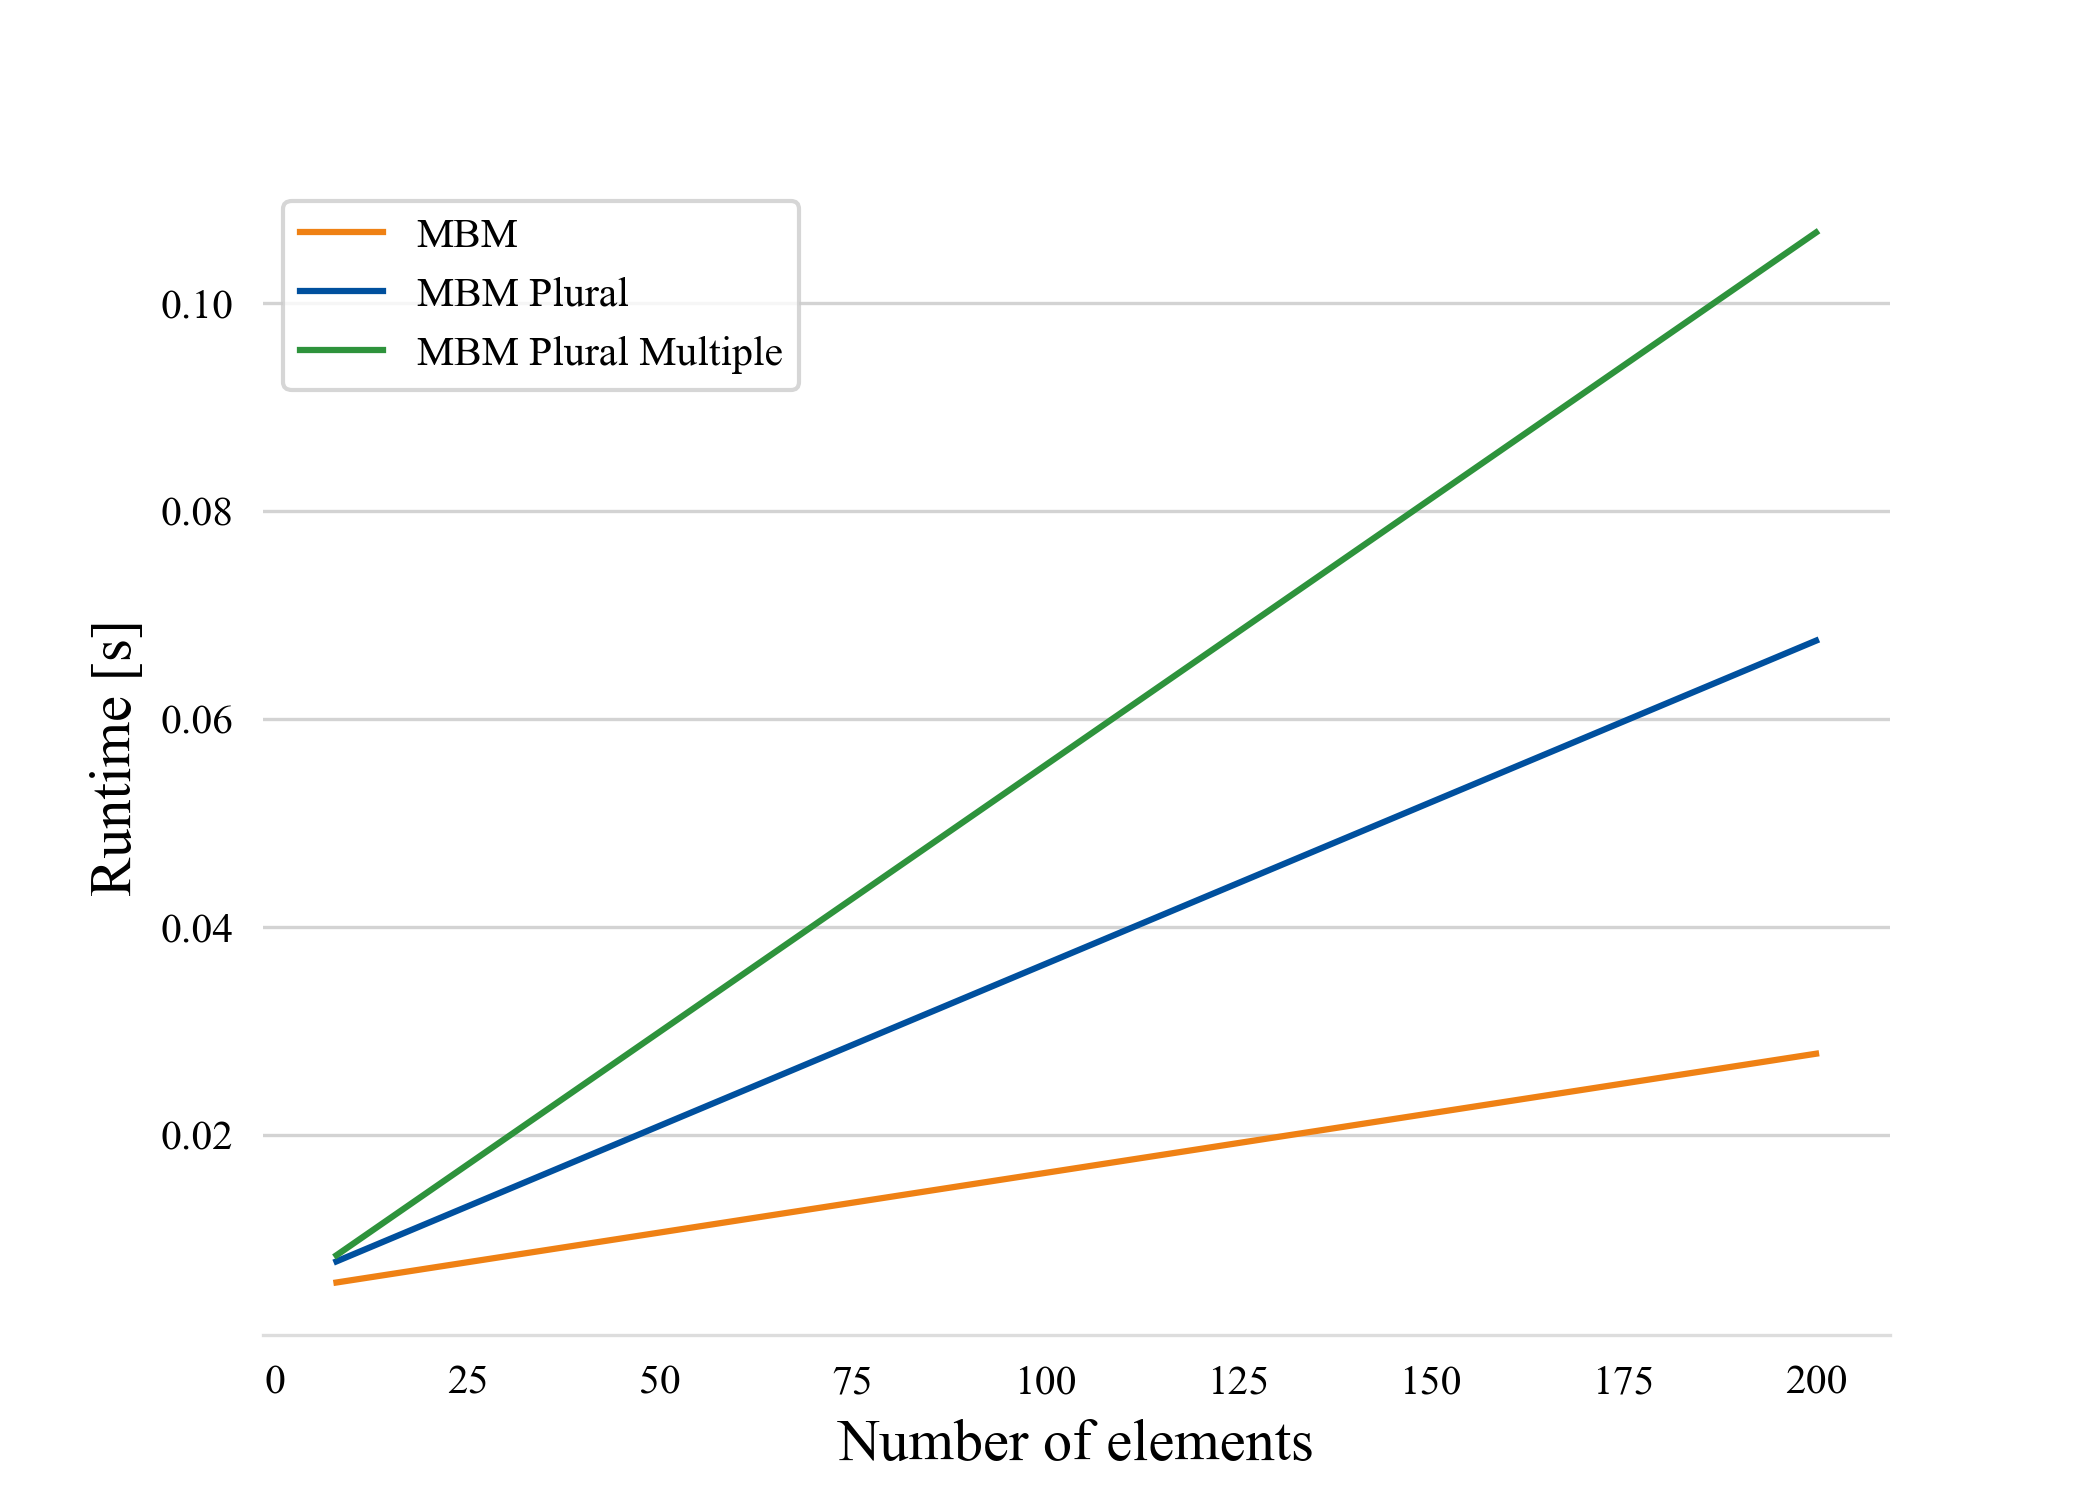 MBM
MBM Plural
MBM Plural Multiple
0.10
0.08
0.06
0.04
0.02
Runtime [s]
0 25 50 75 100 125 150 175 200
Number of elements